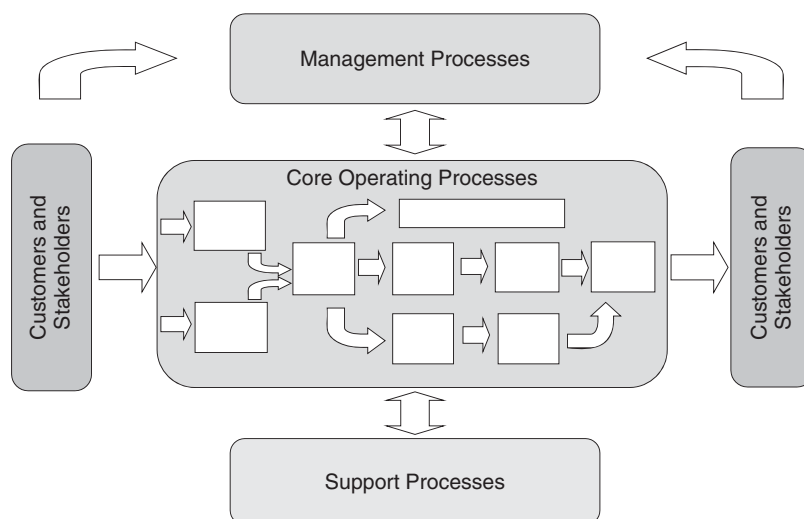 Management Processes
Customers and
Stakeholders
Core Operating Processes
Customers and
Stakeholders
Support Processes